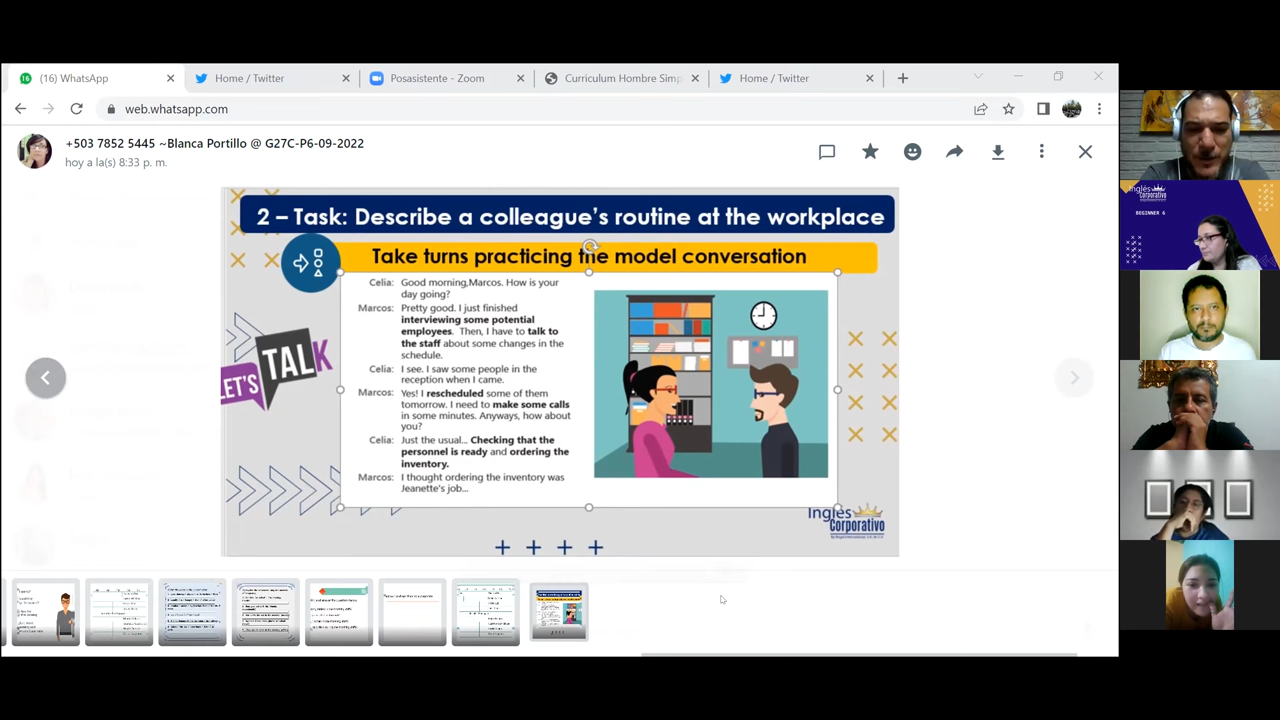 (16) WhatsApp
Home / Twitter
Posasistente - Zoom
Curriculum Hombre Simp
Home / Twitter
web.whatsapp.com
+503 7852 5445 ~Blanca Portillo @ G27C-P6-09-2022
hoy a la(s) 8:33 p. m.
2 – Task: Describe a colleague's routine at the workplace
Take turns practicing the model conversation
LET'S TALK
Celia: Good morning,Marcos. How is your
day going?
Marcos: Pretty good. I just finished
interviewing some potential
employees. Then, I have to talk to
the staff about some changes in the
schedule.
Celia: I see. I saw some people in the
reception when I came.
Marcos: Yes! I rescheduled some of them
tomorrow. I need to make some calls
in some minutes. Anyways, how about
you?
Celia: Just the usual... Checking that the
personnel is ready and ordering the
inventory.
Marcos: I thought ordering the inventory was
Jeanette's job...
Inglés
Corporativo
Inglés
Corporativo
BEGINNER 6